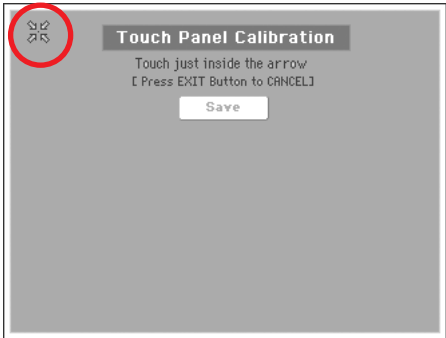 Touch Panel Calibration
Touch just inside the arrow
[ Press EXIT Button to CANCEL]
Save